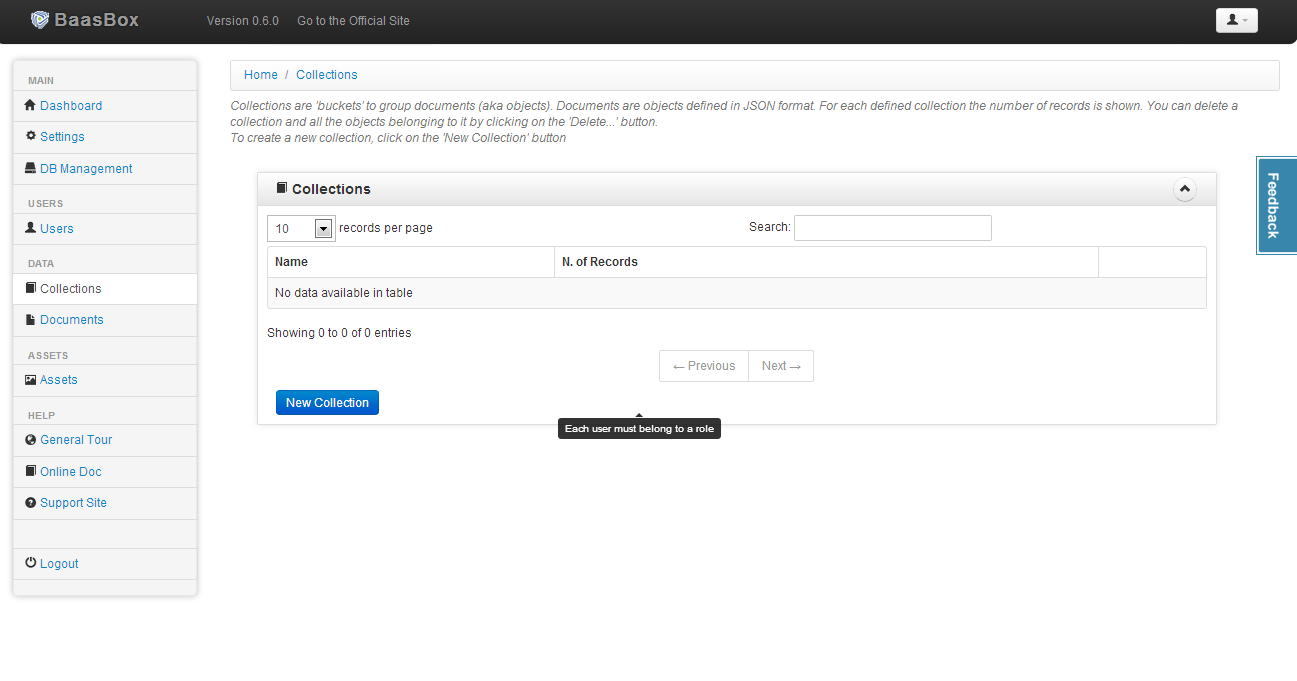 BaasBox
Version 0.6.0
Go to the Official Site
MAIN
Dashboard
Settings
DB Management
USERS
Users
DATA
Collections
Documents
ASSETS
Assets
HELP
General Tour
Online Doc
Support Site
Logout
Home / Collections
Collections are 'buckets' to group documents (aka objects). Documents are objects defined in JSON format. For each defined collection the number of records is shown. You can delete a
collection and all the objects belonging to it by clicking on the 'Delete...' button.
To create a new collection, click on the 'New Collection' button
Collections
10 records per page
Search:
Name N. of Records
No data available in table
Showing 0 to 0 of 0 entries
← Previous Next →
New Collection
Each user must belong to a role
Feedback